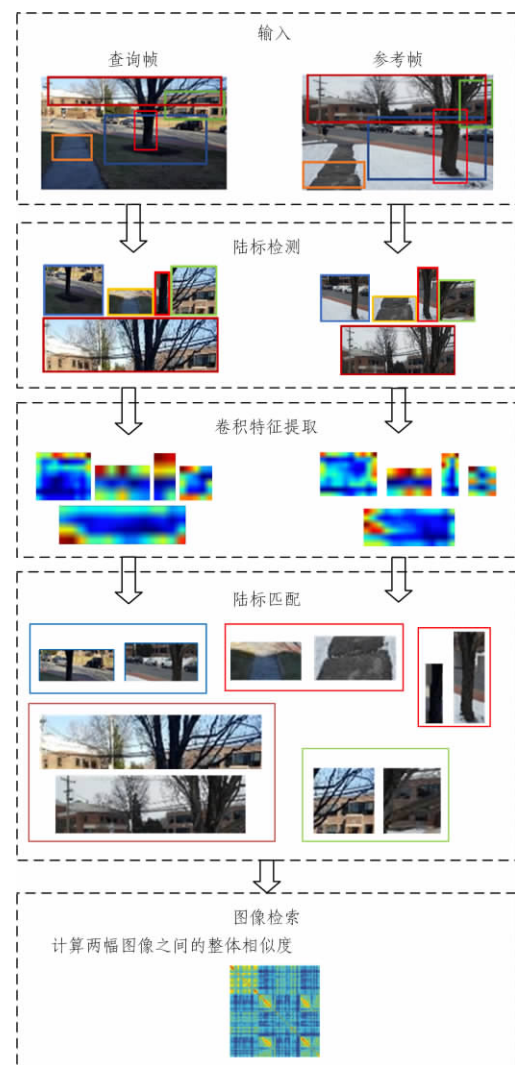 输入
查询帧 参考帧
陆标检测
卷积特征提取
陆标匹配
图像检索
计算两幅图像之间的整体相似度